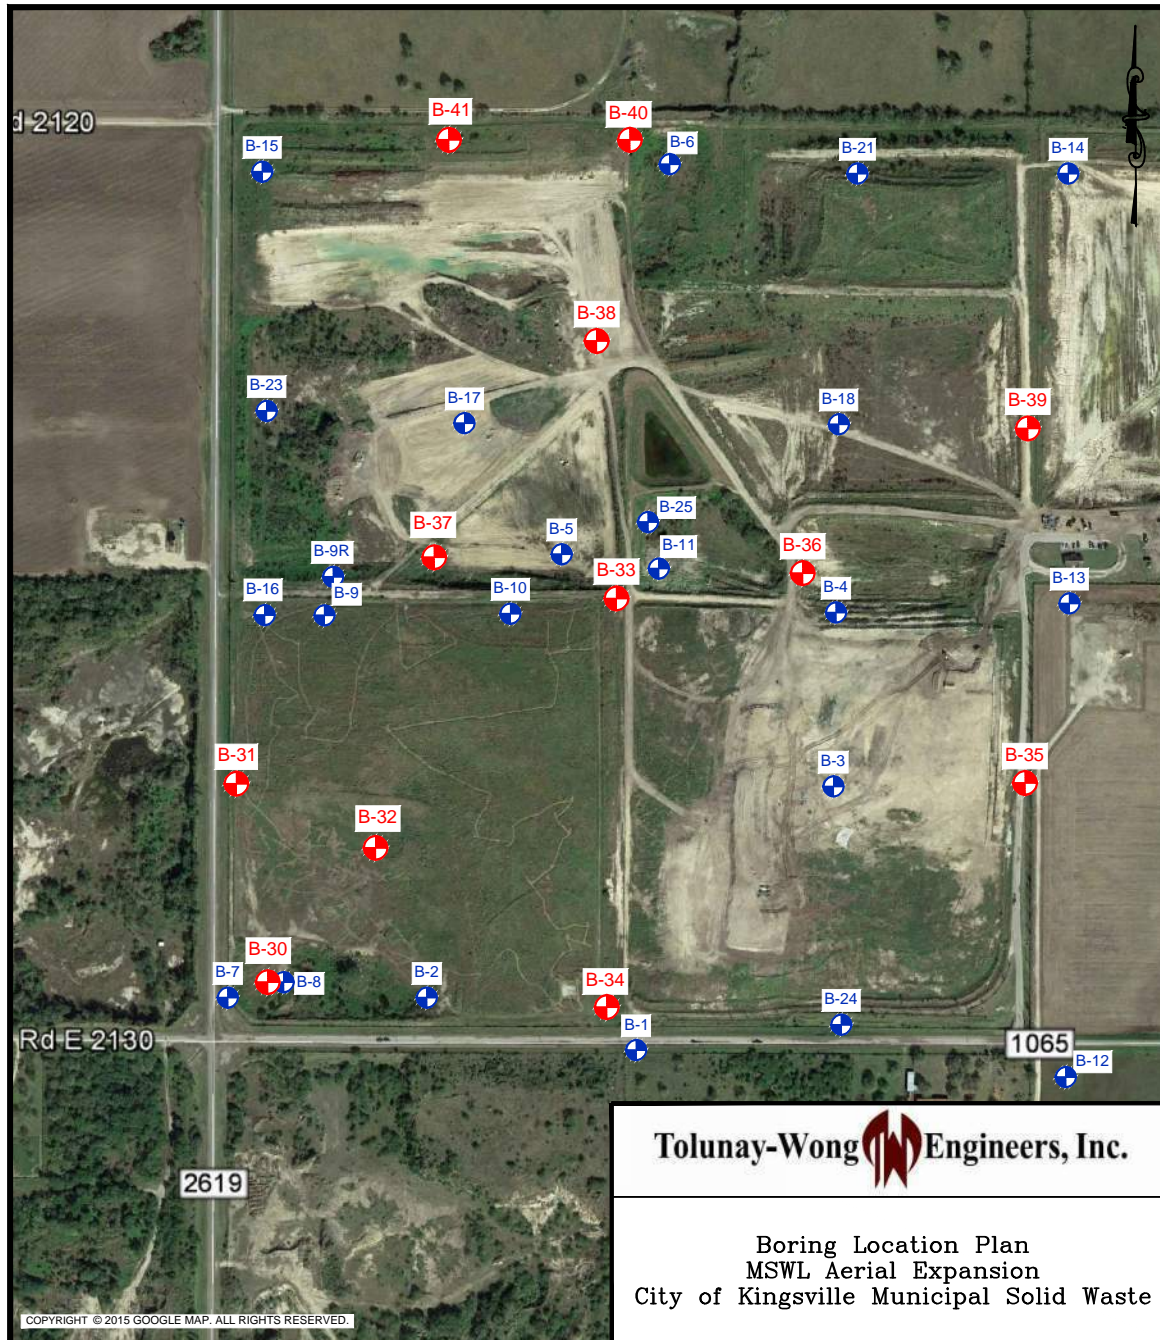 B-41
B-40
d 2120
B-15
B-6
B-21
B-14
B-38
B-23
B-17
B-18
B-39
B-25
B-37
B-5
B-11
B-36
B-9R
B-33
B-13
B-16
B-9
B-10
B-4
B-31
B-3
B-35
B-32
B-30
B-7
B-8
B-2
B-34
B-24
B-1
Rd E 2130
1065
B-12
Tolunay-Wong Engineers, Inc.
2619
Boring Location Plan
MSWL Aerial Expansion
City of Kingsville Municipal Solid Waste
COPYRIGHT © 2015 GOOGLE MAP. ALL RIGHTS RESERVED.